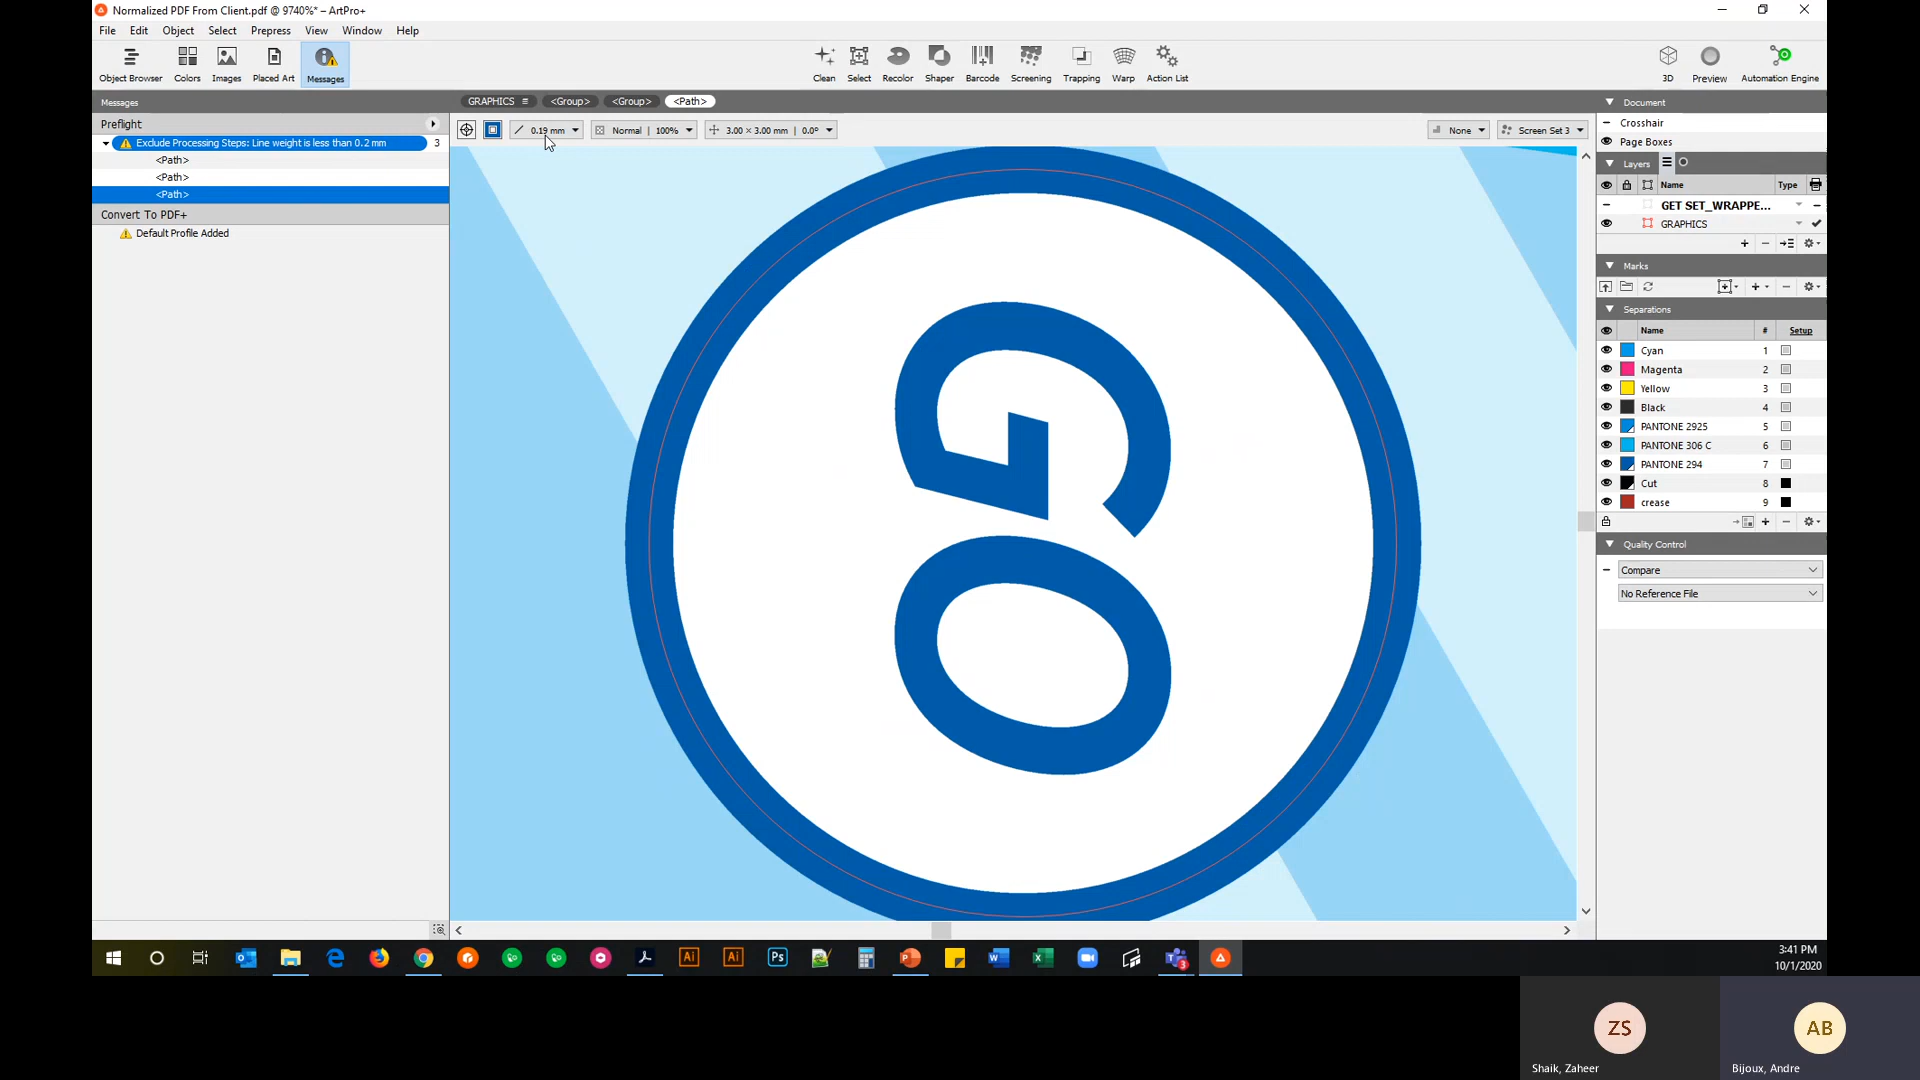 Normalized PDF From Client.pdf @ 9740%* – ArtPro+
File Edit Object Select Prepress View Window Help
Object Browser Colors Images Placed Art Messages Clean Select Recolor Shaper Barcode Screening Trapping Warp Action List 3D Preview Automation Engine
Messages GRAPHICS <Group> <Group> <Path> Document
Preflight
Crosshair
0.19 mm Normal | 100% 3.00 × 3.00 mm | 0.0° None Screen Set 3
Exclude Processing Steps: Line weight is less than 0.2 mm 3
Page Boxes
<Path>
Layers
<Path>
Name Type
<Path>
GET SET_WRAPPE...
Convert To PDF+
GRAPHICS
Default Profile Added
Marks
Separations
Name # Setup
Cyan 1
Magenta 2
Yellow 3
Black 4
PANTONE 2925 5
PANTONE 306 C 6
PANTONE 294 7
Cut 8
crease 9
Quality Control
Compare
No Reference File
GO
Ai Ai Ps
3
3:41 PM
10/1/2020
ZS AB
Shaik, Zaheer Bijoux, Andre